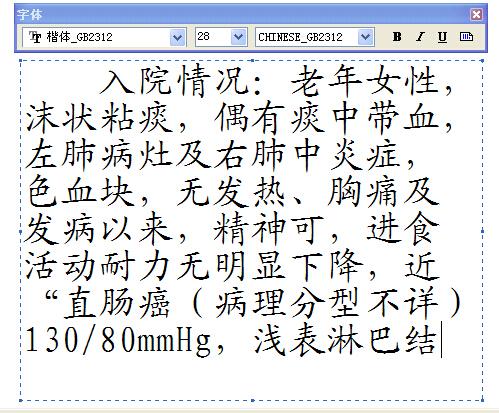 字体
楷体_GB2312 28 CHINESE_GB2312 B I U
入院情况：老年女性，
沫状粘痰，偶有痰中带血，
左肺病灶及右肺中炎症，
色血块，无发热、胸痛及
发病以来，精神可，进食
活动耐力无明显下降，近
“直肠癌（病理分型不详）
130/80mmHg，浅表淋巴结